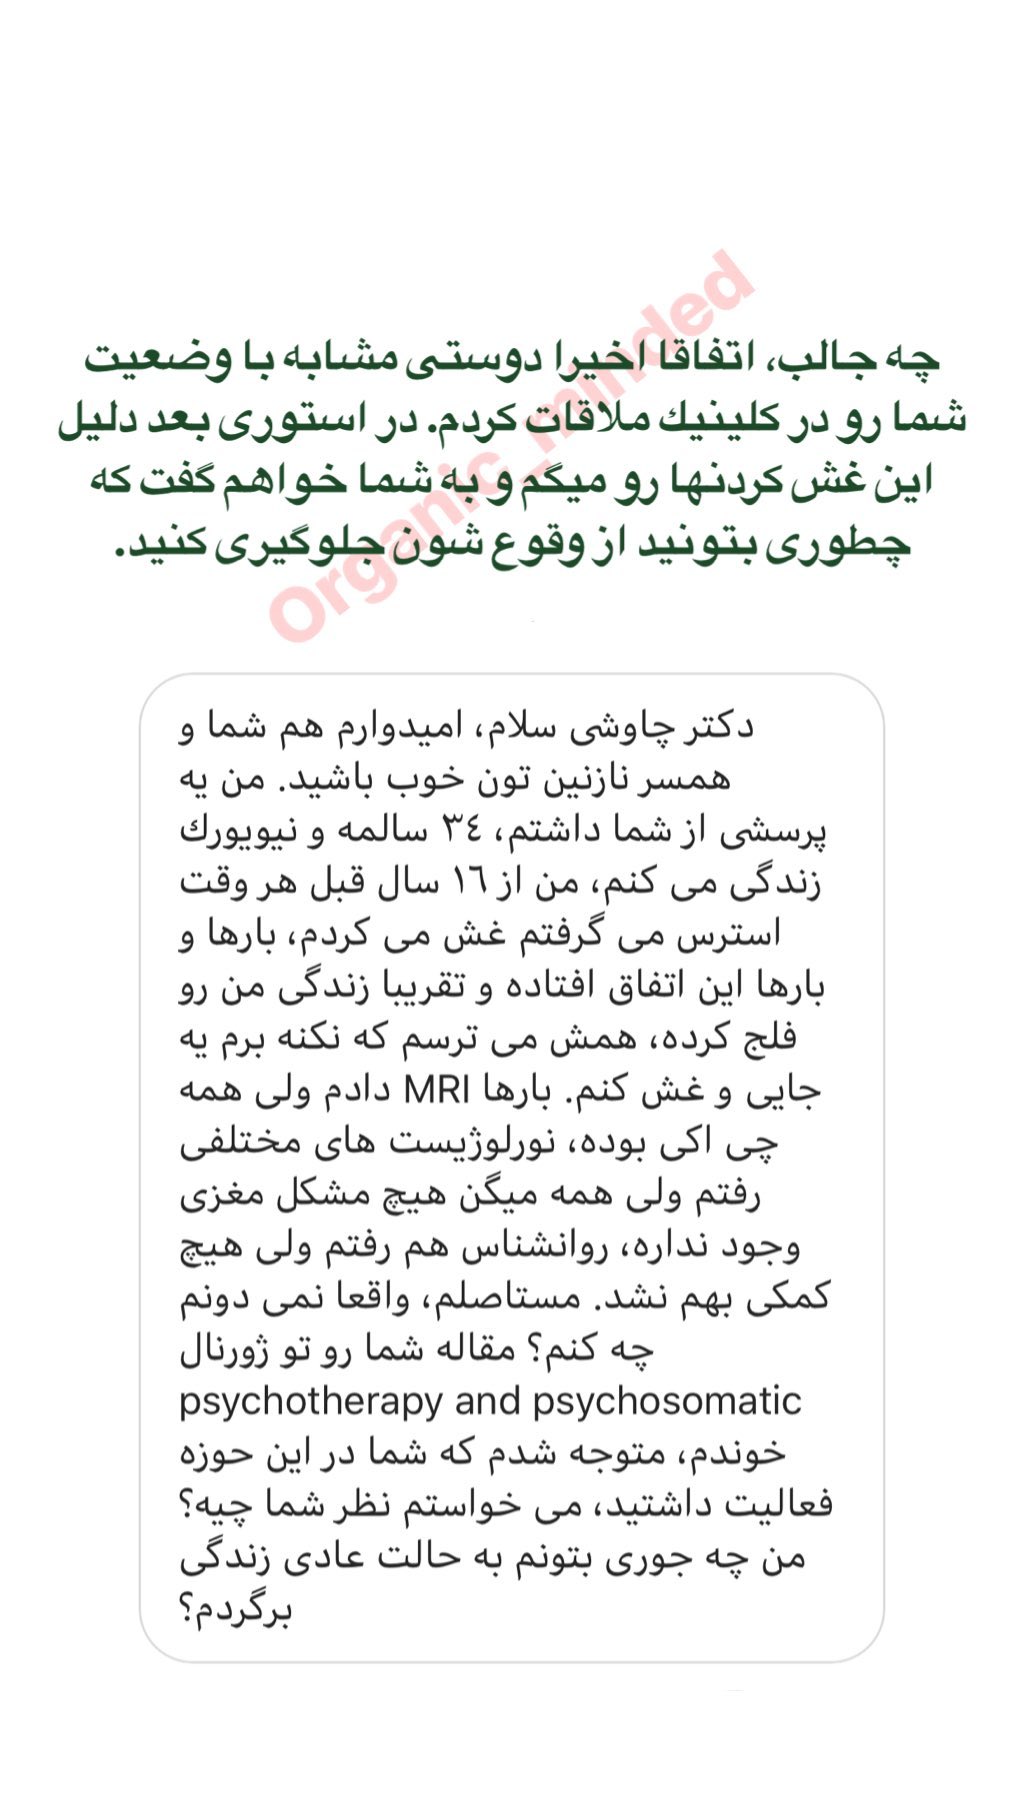 چه جالب، اتفاقا اخیرا دوستی مشابه با وضعیت
شما رو در کلینیك ملاقات کردم. در استوری بعد دلیل
این غش کردنها رو میگم و به شما خواهم گفت که
چطوری بتونید از وقوع شون جلوگیری کنید.
Organic_minded
دکتر چاوشی سلام، امیدوارم هم شما و
همسر نازنین تون خوب باشید. من یه
پرسشی از شما داشتم، ٣٤ سالمه و نیویورك
زندگی می کنم، من از ١٦ سال قبل هر وقت
استرس می گرفتم غش می کردم، بارها و
بارها این اتفاق افتاده و تقریبا زندگی من رو
فلج کرده، همش می ترسم که نکنه برم یه
جایی و غش کنم. بارها MRI دادم ولی همه
چی اکی بوده، نورلوژیست های مختلفی
رفتم ولی همه میگن هیچ مشکل مغزی
وجود نداره، روانشناس هم رفتم ولی هیچ
کمکی بهم نشد. مستاصلم، واقعا نمی دونم
چه کنم؟ مقاله شما رو تو ژورنال
psychotherapy and psychosomatic
خوندم، متوجه شدم که شما در این حوزه
فعالیت داشتید، می خواستم نظر شما چیه؟
من چه جوری بتونم به حالت عادی زندگی
برگردم؟